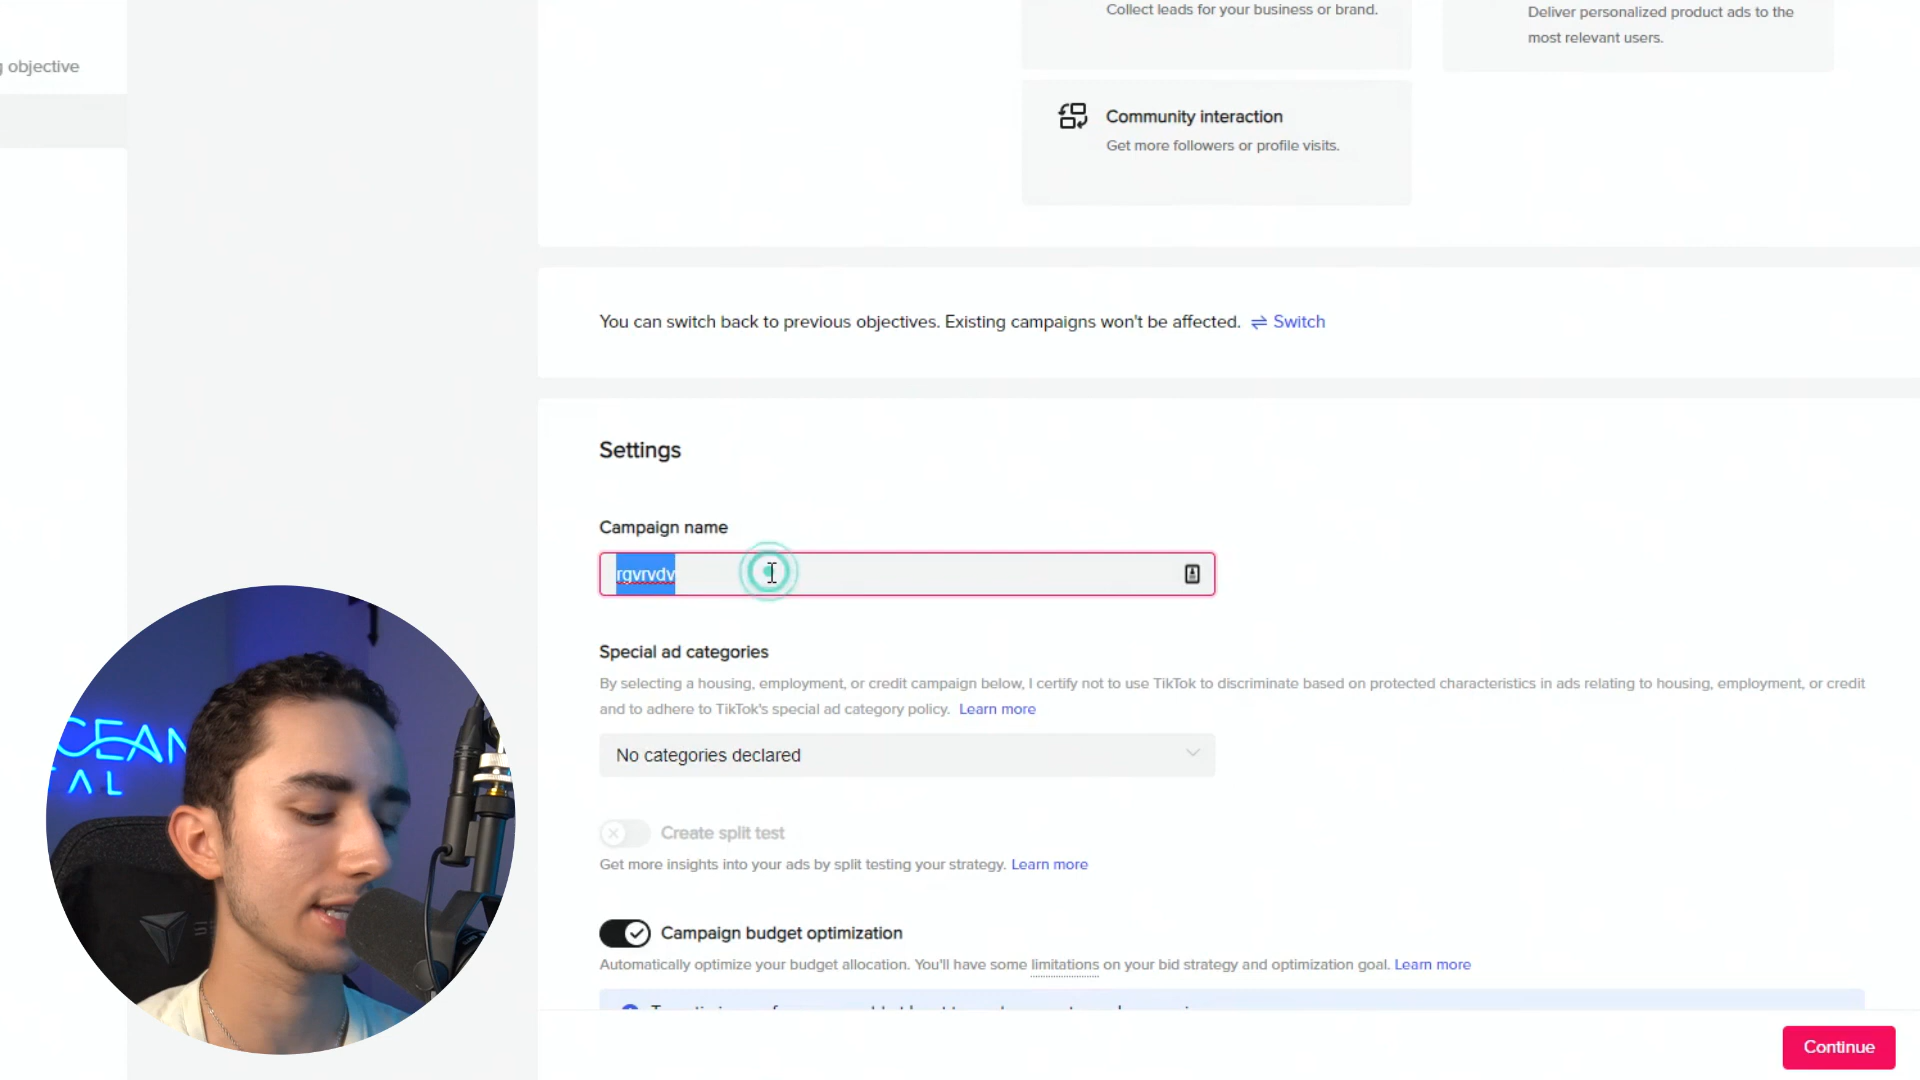 Collect leads for your business or brand.
Deliver personalized product ads to the
most relevant users.
objective
Community interaction
Get more followers or profile visits.
You can switch back to previous objectives. Existing campaigns won't be affected. Switch
Settings
Campaign name
rgvrvdv
Special ad categories
By selecting a housing, employment, or credit campaign below, I certify not to use TikTok to discriminate based on protected characteristics in ads relating to housing, employment, or credit
and to adhere to TikTok's special ad category policy. Learn more
No categories declared
Create split test
Get more insights into your ads by split testing your strategy. Learn more
Campaign budget optimization
Automatically optimize your budget allocation. You'll have some limitations on your bid strategy and optimization goal. Learn more
Continue
CEAN
AL